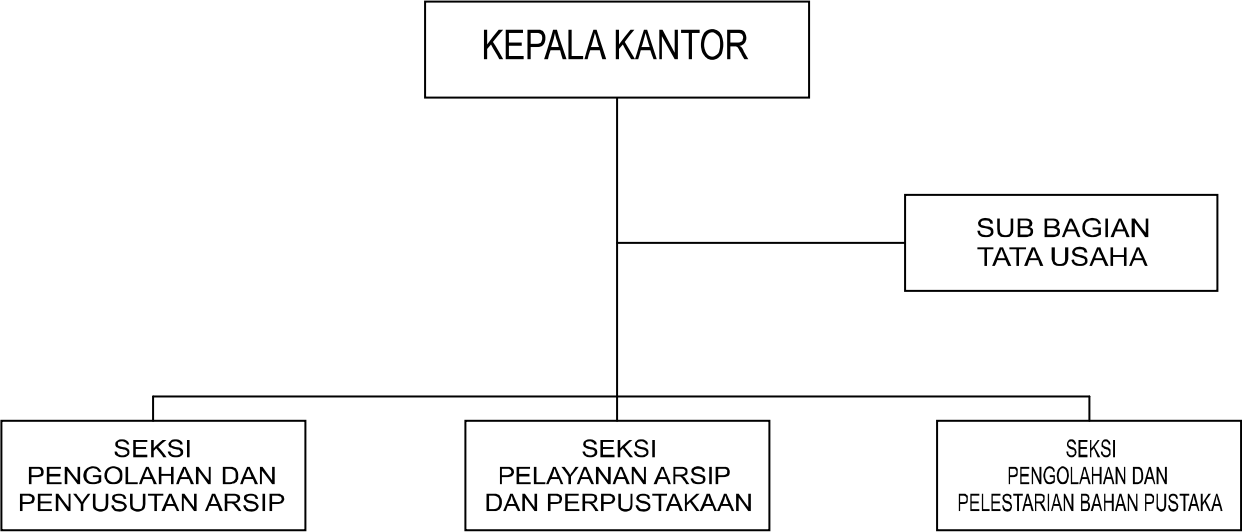 KEPALA KANTOR
SUB BAGIAN
TATA USAHA
SEKSI
PENGOLAHAN DAN
PENYUSUTAN ARSIP
SEKSI
PELAYANAN ARSIP
DAN PERPUSTAKAAN
SEKSI
PENGOLAHAN DAN
PELESTARIAN BAHAN PUSTAKA